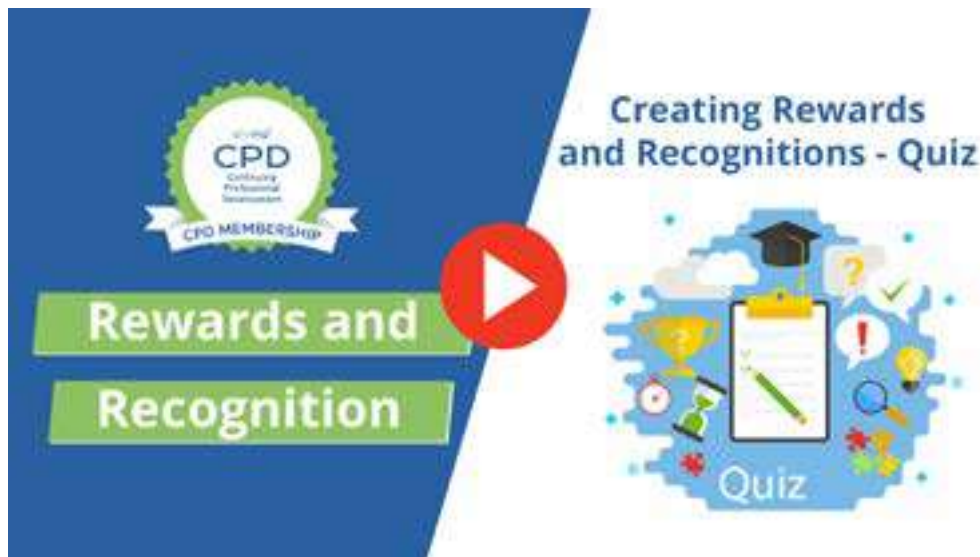 CPD
Continuing
Professional
Development
CPD MEMBERSHIP
Rewards and
Recognition
Creating Rewards
and Recognitions - Quiz
?
?
!
Quiz